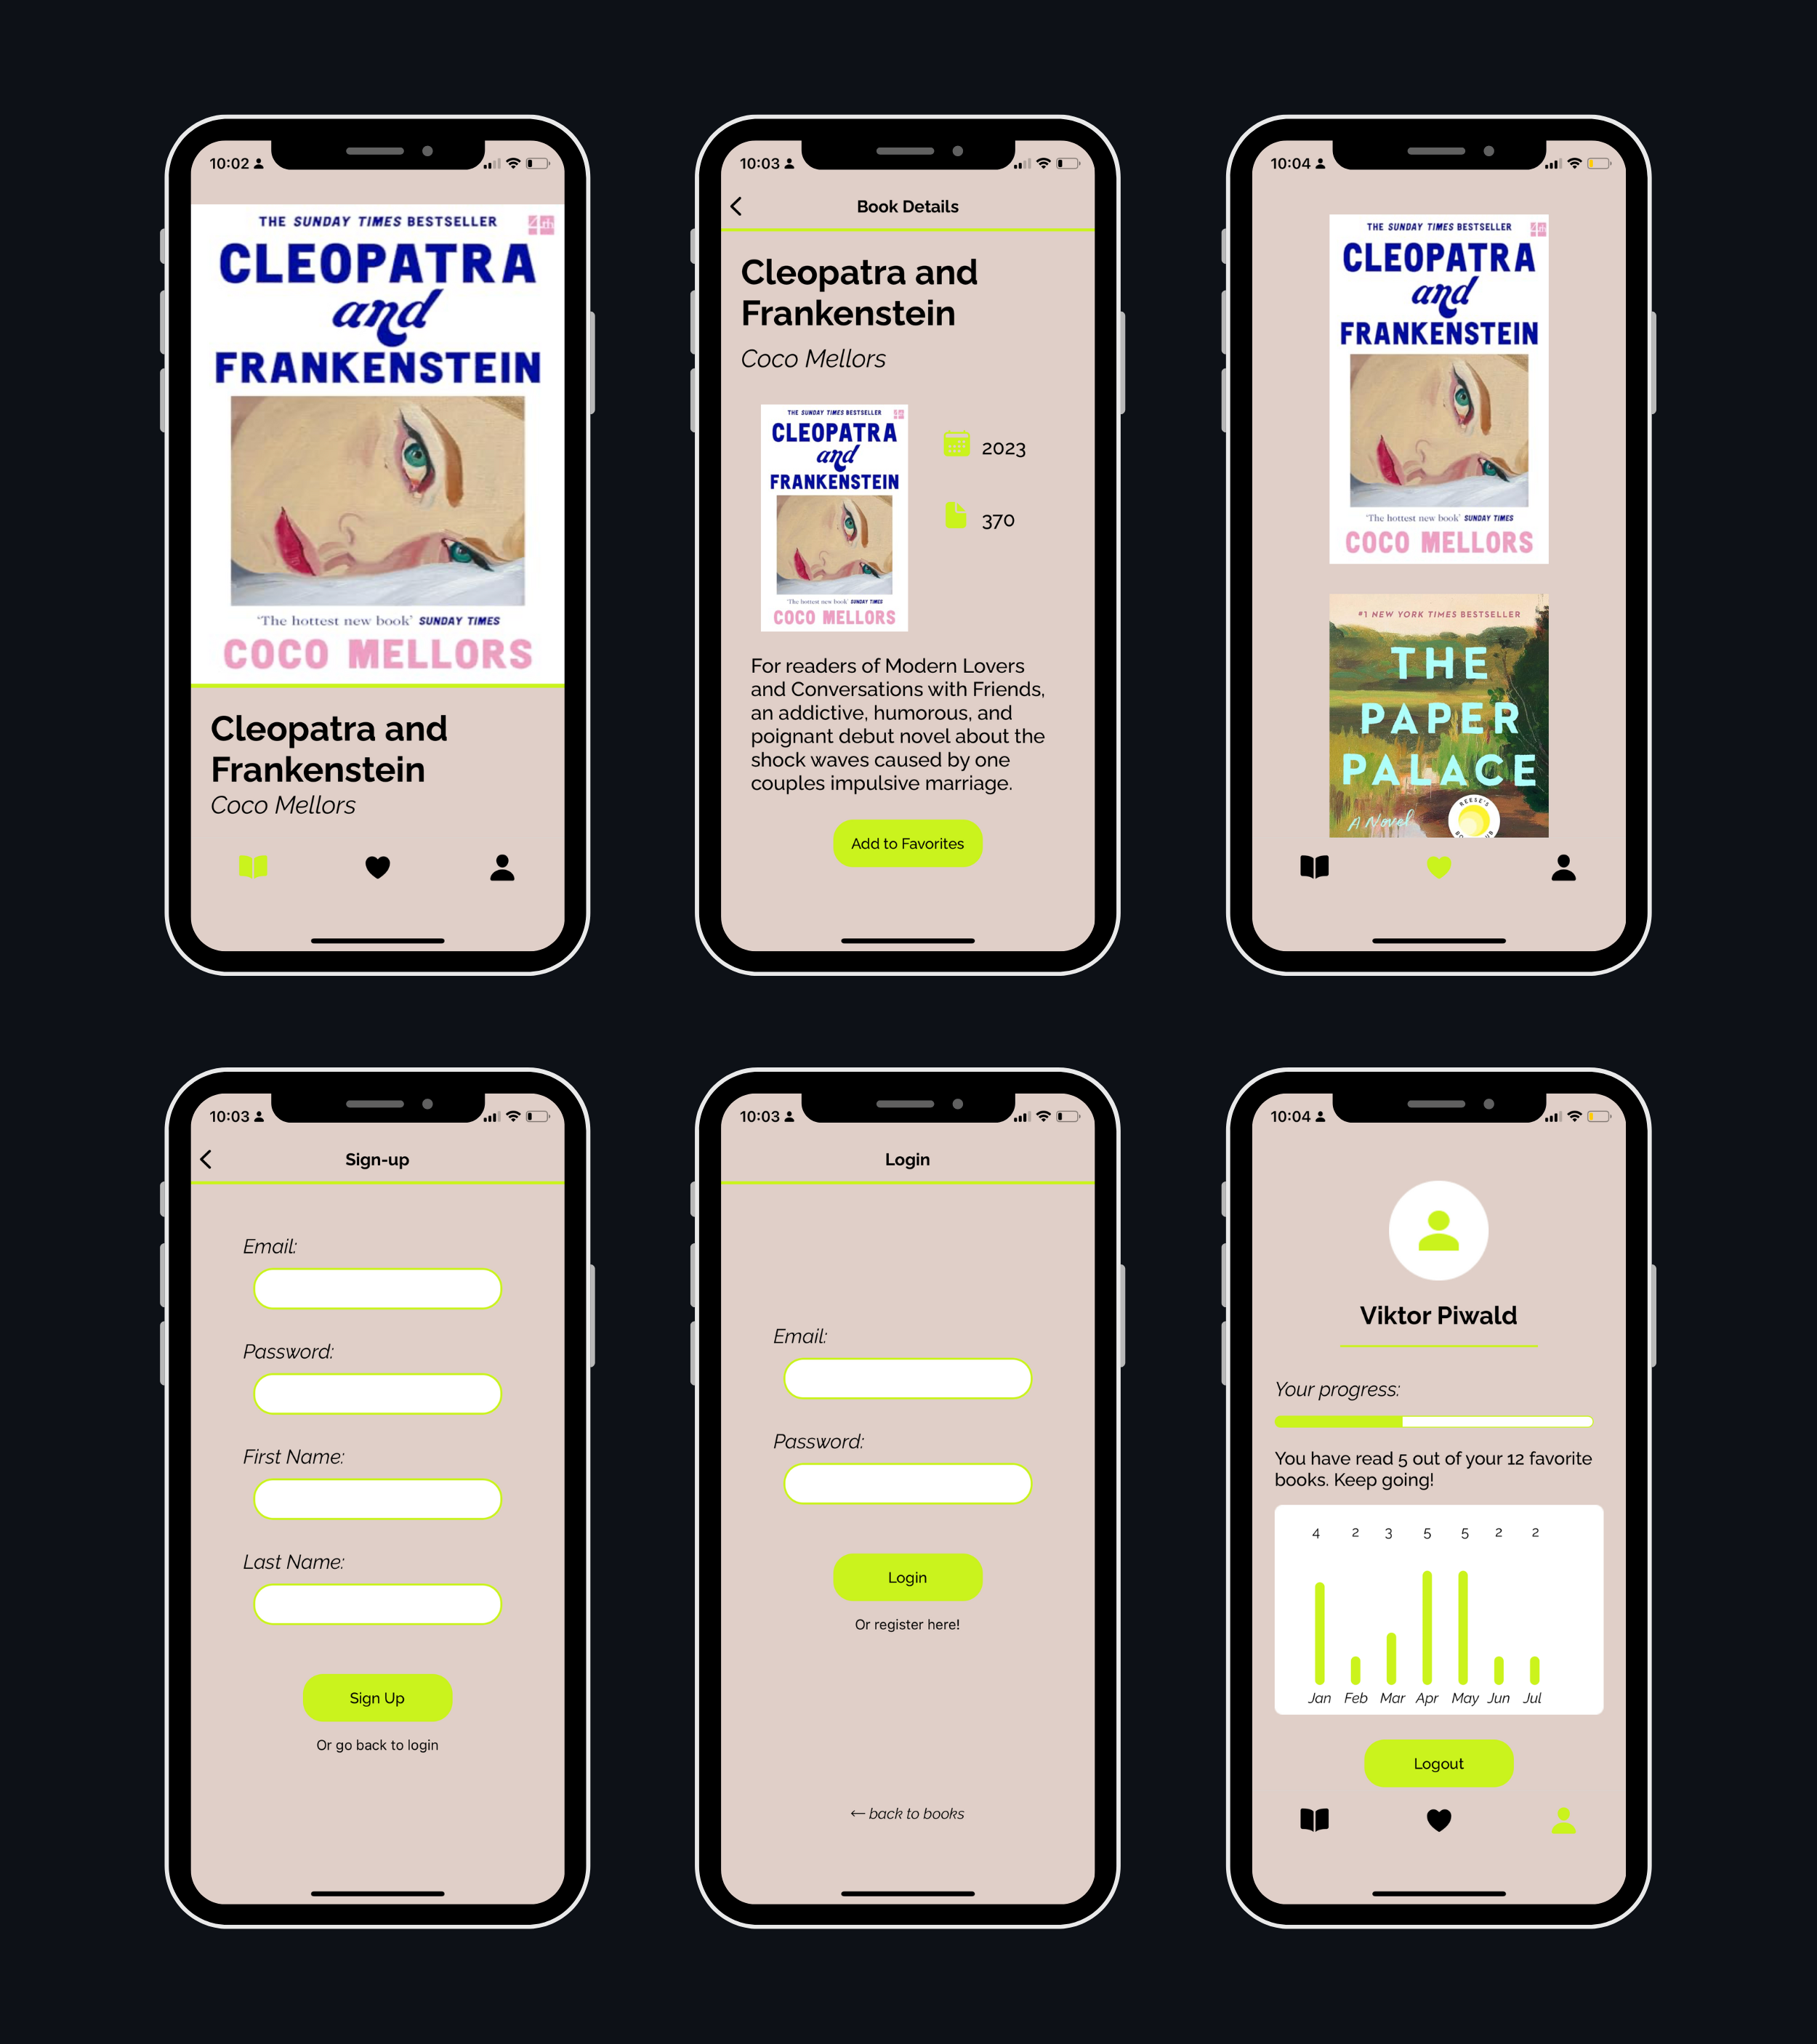 10:02
THE SUNDAY TIMES BESTSELLER
4th
CLEOPATRA
and
FRANKENSTEIN
'The hottest new book' SUNDAY TIMES
COCO MELLORS
Cleopatra and
Frankenstein
Coco Mellors
10:03
Book Details
Cleopatra and
Frankenstein
Coco Mellors
THE SUNDAY TIMES BESTSELLER
CLEOPATRA
and
FRANKENSTEIN
'The hottest new book' SUNDAY TIMES
COCO MELLORS
2023
370
For readers of Modern Lovers
and Conversations with Friends,
an addictive, humorous, and
poignant debut novel about the
shock waves caused by one
couples impulsive marriage.
Add to Favorites
10:04
THE SUNDAY TIMES BESTSELLER
4th
CLEOPATRA
and
FRANKENSTEIN
'The hottest new book' SUNDAY TIMES
COCO MELLORS
#1 NEW YORK TIMES BESTSELLER
THE
PAPER
PALACE
A Novel
REESE'S
10:03
Sign-up
Email:
Password:
First Name:
Last Name:
Sign Up
Or go back to login
10:03
Login
Email:
Password:
Login
Or register here!
← back to books
10:04
Viktor Piwald
Your progress:
You have read 5 out of your 12 favorite
books. Keep going!
4 2 3 5 5 2 2
Jan Feb Mar Apr May Jun Jul
Logout